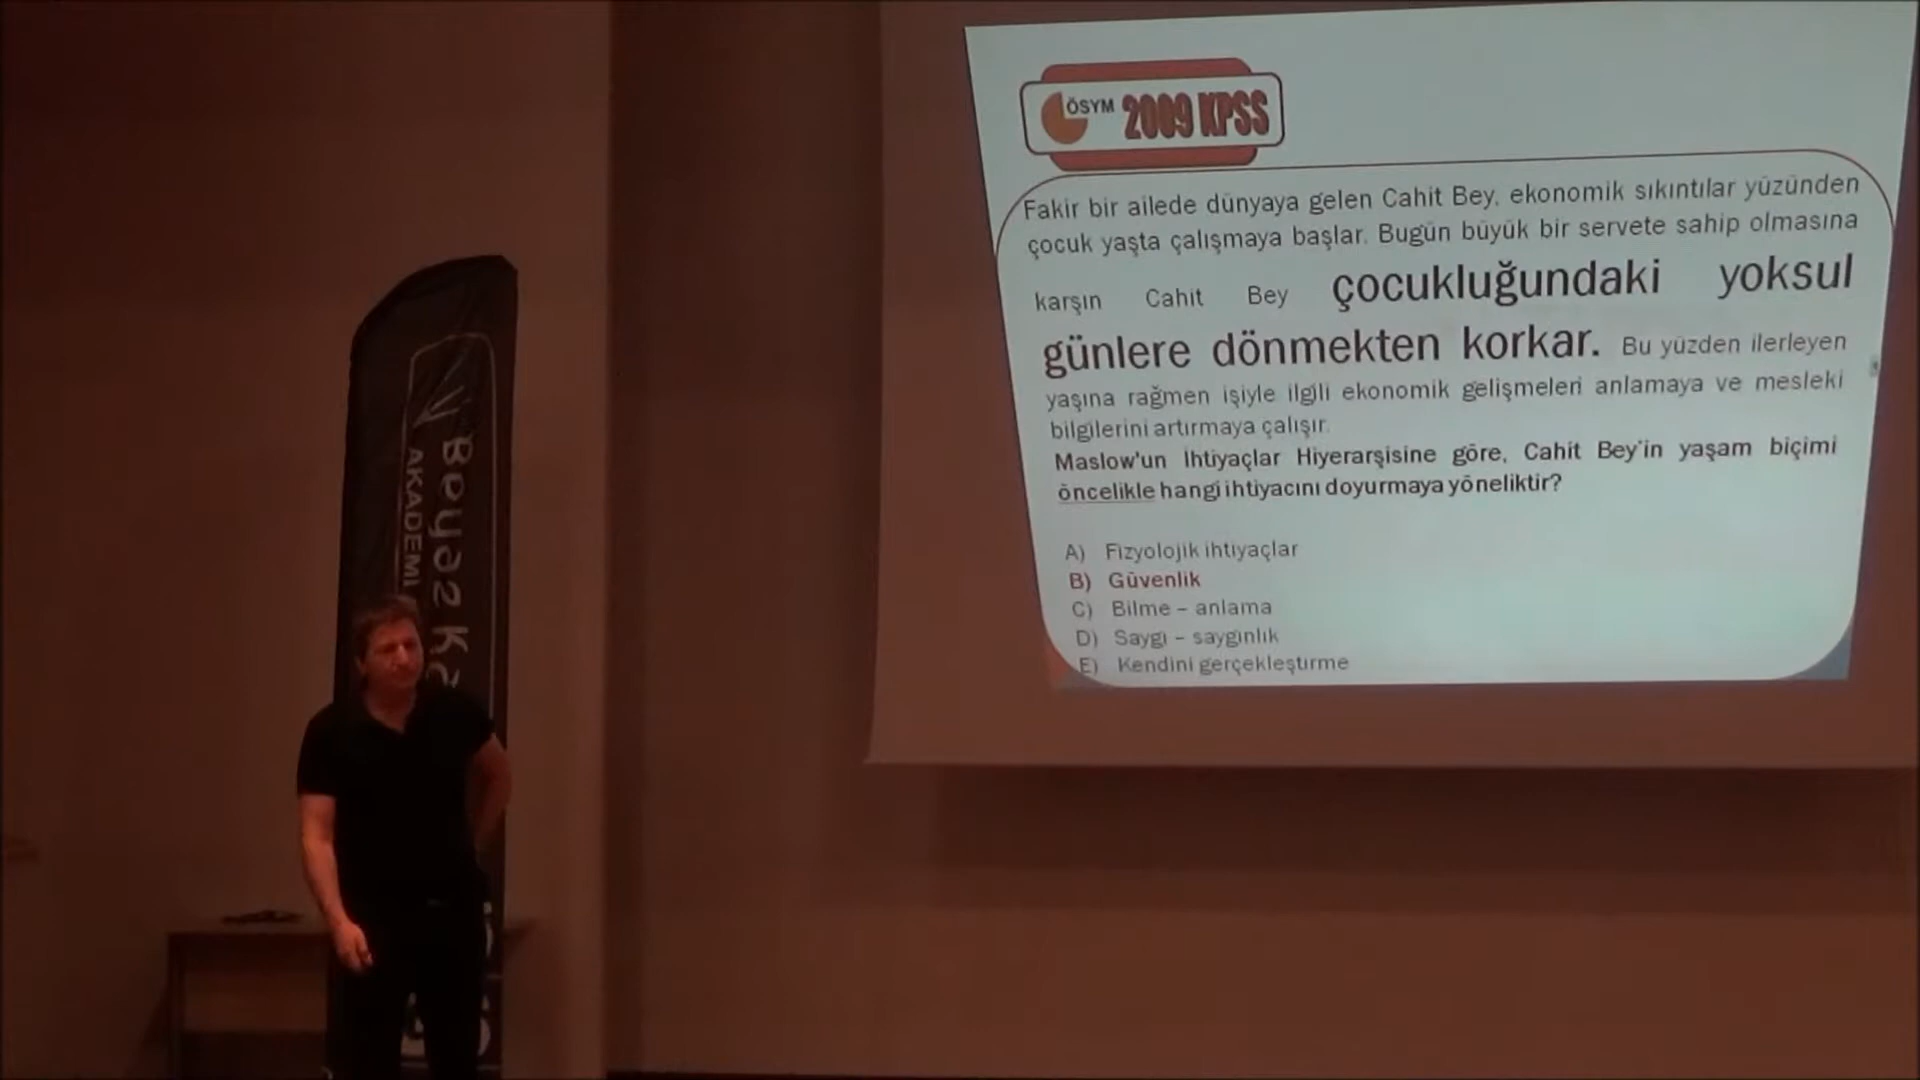 ÖSYM 2009 KPSS
Fakir bir ailede dünyaya gelen Cahit Bey, ekonomik sıkıntılar yüzünden
çocuk yaşta çalışmaya başlar. Bugün büyük bir servete sahip olmasına
karşın Cahit Bey çocukluğundaki yoksul
günlere dönmekten korkar. Bu yüzden ilerleyen
yaşına rağmen işiyle ilgili ekonomik gelişmeleri anlamaya ve mesleki
bilgilerini artırmaya çalışır.
Maslow'un İhtiyaçlar Hiyerarşisine göre, Cahit Bey'in yaşam biçimi
öncelikle hangi ihtiyacını doyurmaya yöneliktir?
A) Fizyolojik ihtiyaçlar
B) Güvenlik
C) Bilme – anlama
D) Saygı – saygınlık
E) Kendini gerçekleştirme
Beyaz
AKADEMİ